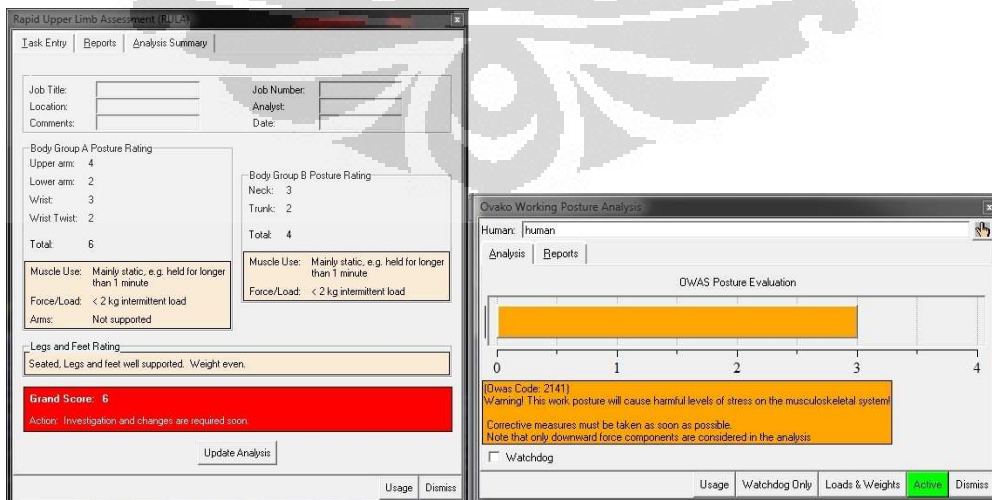 Rapid Upper Limb Assessment (RULA)
x
Task Entry Reports Analysis Summary
Job Title: Job Number:
Location: Analyst:
Comments: Date:
Body Group A Posture Rating
Upper arm: 4
Lower arm: 2
Wrist: 3
Wrist Twist: 2
Total: 6
Muscle Use: Mainly static, e.g. held for longer
than 1 minute
Force/Load: < 2 kg intermittent load
Arms: Not supported
Body Group B Posture Rating
Neck: 3
Trunk: 2
Total: 4
Muscle Use: Mainly static, e.g. held for longer
than 1 minute
Force/Load: < 2 kg intermittent load
Legs and Feet Rating
Seated, Legs and feet well supported. Weight even.
Grand Score: 6
Action: Investigation and changes are required soon.
Update Analysis
Usage Dismiss
Ovako Working Posture Analysis
x
Human: human
Analysis Reports
OWAS Posture Evaluation
0 1 2 3 4
(Owas Code: 2141)
Warning! This work posture will cause harmful levels of stress on the musculoskeletal system!
Corrective measures must be taken as soon as possible.
Note that only downward force components are considered in the analysis
Watchdog
Usage Watchdog Only Loads & Weights Active Dismiss